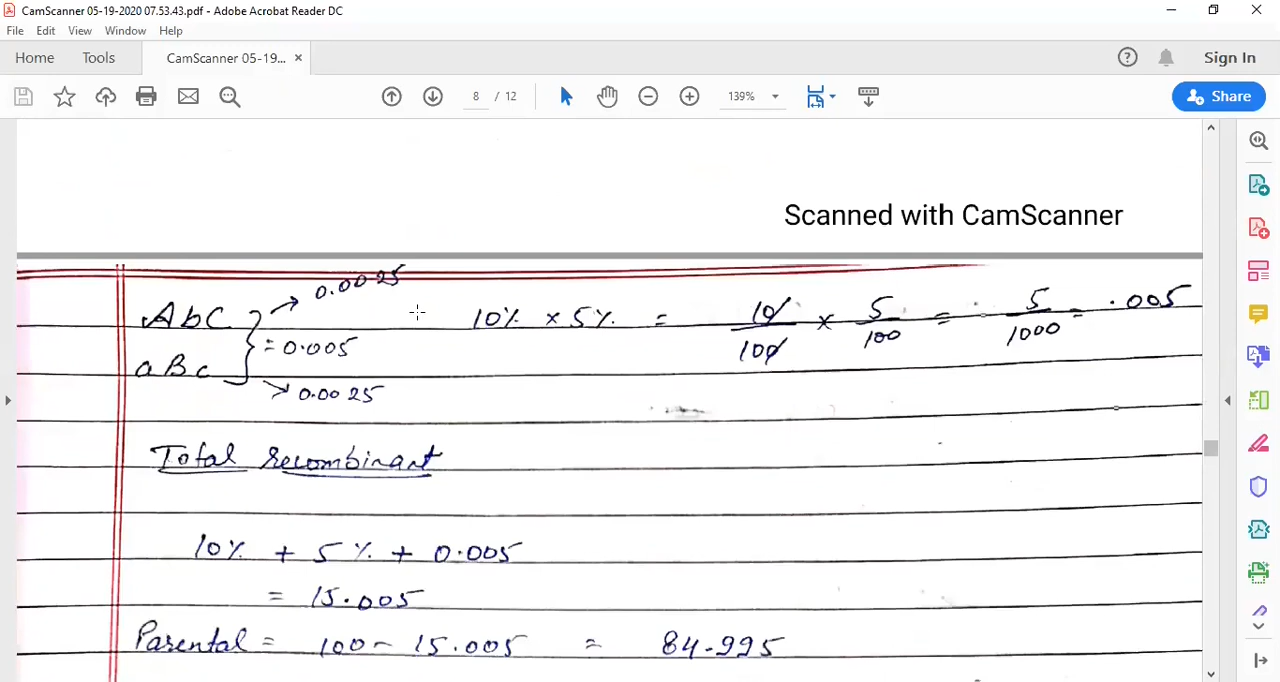 CamScanner 05-19-2020 07.53.43.pdf - Adobe Acrobat Reader DC
File Edit View Window Help
Home Tools CamScanner 05-19... × Sign In
8 / 12 139% Share
Scanned with CamScanner
AbC → 0.0025 10% × 5% = 10/100 × 5/100 = 5/1000 = .005
= 0.005
aBc → 0.0025
Total recombinant
10% + 5% + 0.005
= 15.005
Parental = 100 - 15.005 = 84.995